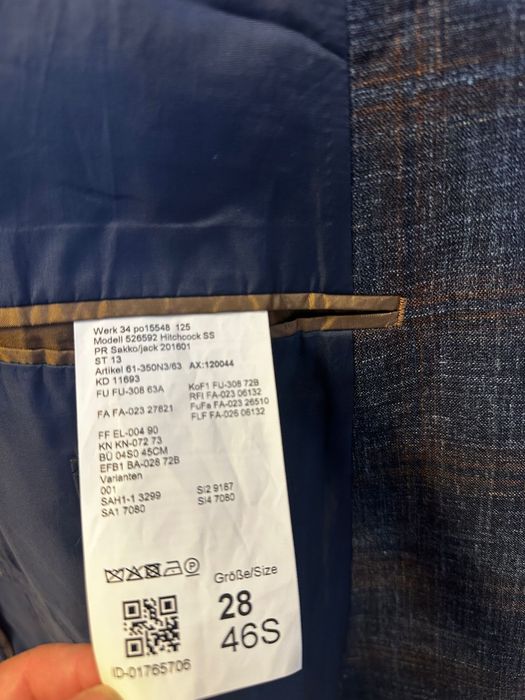 Werk 34 po15548 125
Modell 526592 Hitchcock SS
PR Sakko/jack 201601
ST 13
Artikel 61-350N3/63 AX:120044
KD 11693
FU FU-308 63A KoF1 FU-308 72B
RFI FA-023 06132
FA FA-023 27821 FuFa FA-023 26510
FLF FA-026 06132
FF EL-004 90
KN KN-072 73
BÜ 04S0 45CM
EFB1 BA-028 72B
Varianten
001 Si2 9187
SAH1-1 3299 Si4 7080
SA1 7080
P
Größe/Size
28
46S
ID-01765706